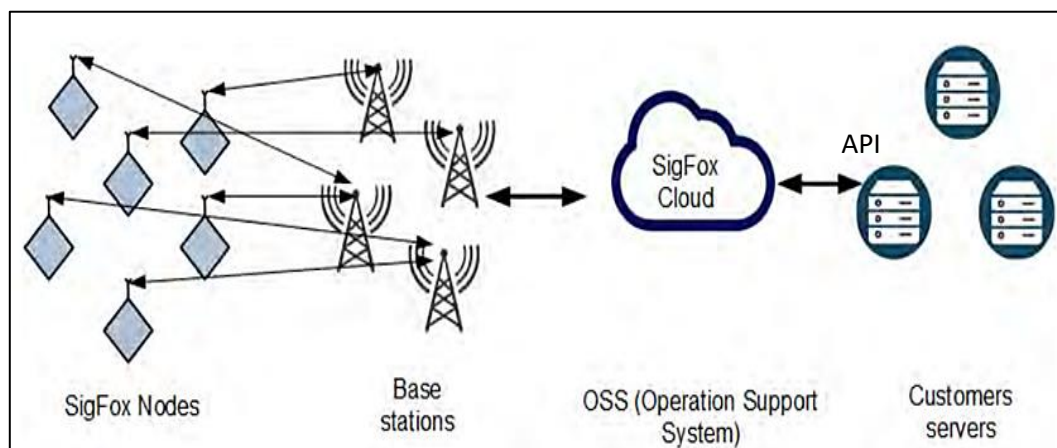 API
SigFox
Cloud
SigFox Nodes
Base
stations
OSS (Operation Support
System)
Customers
servers